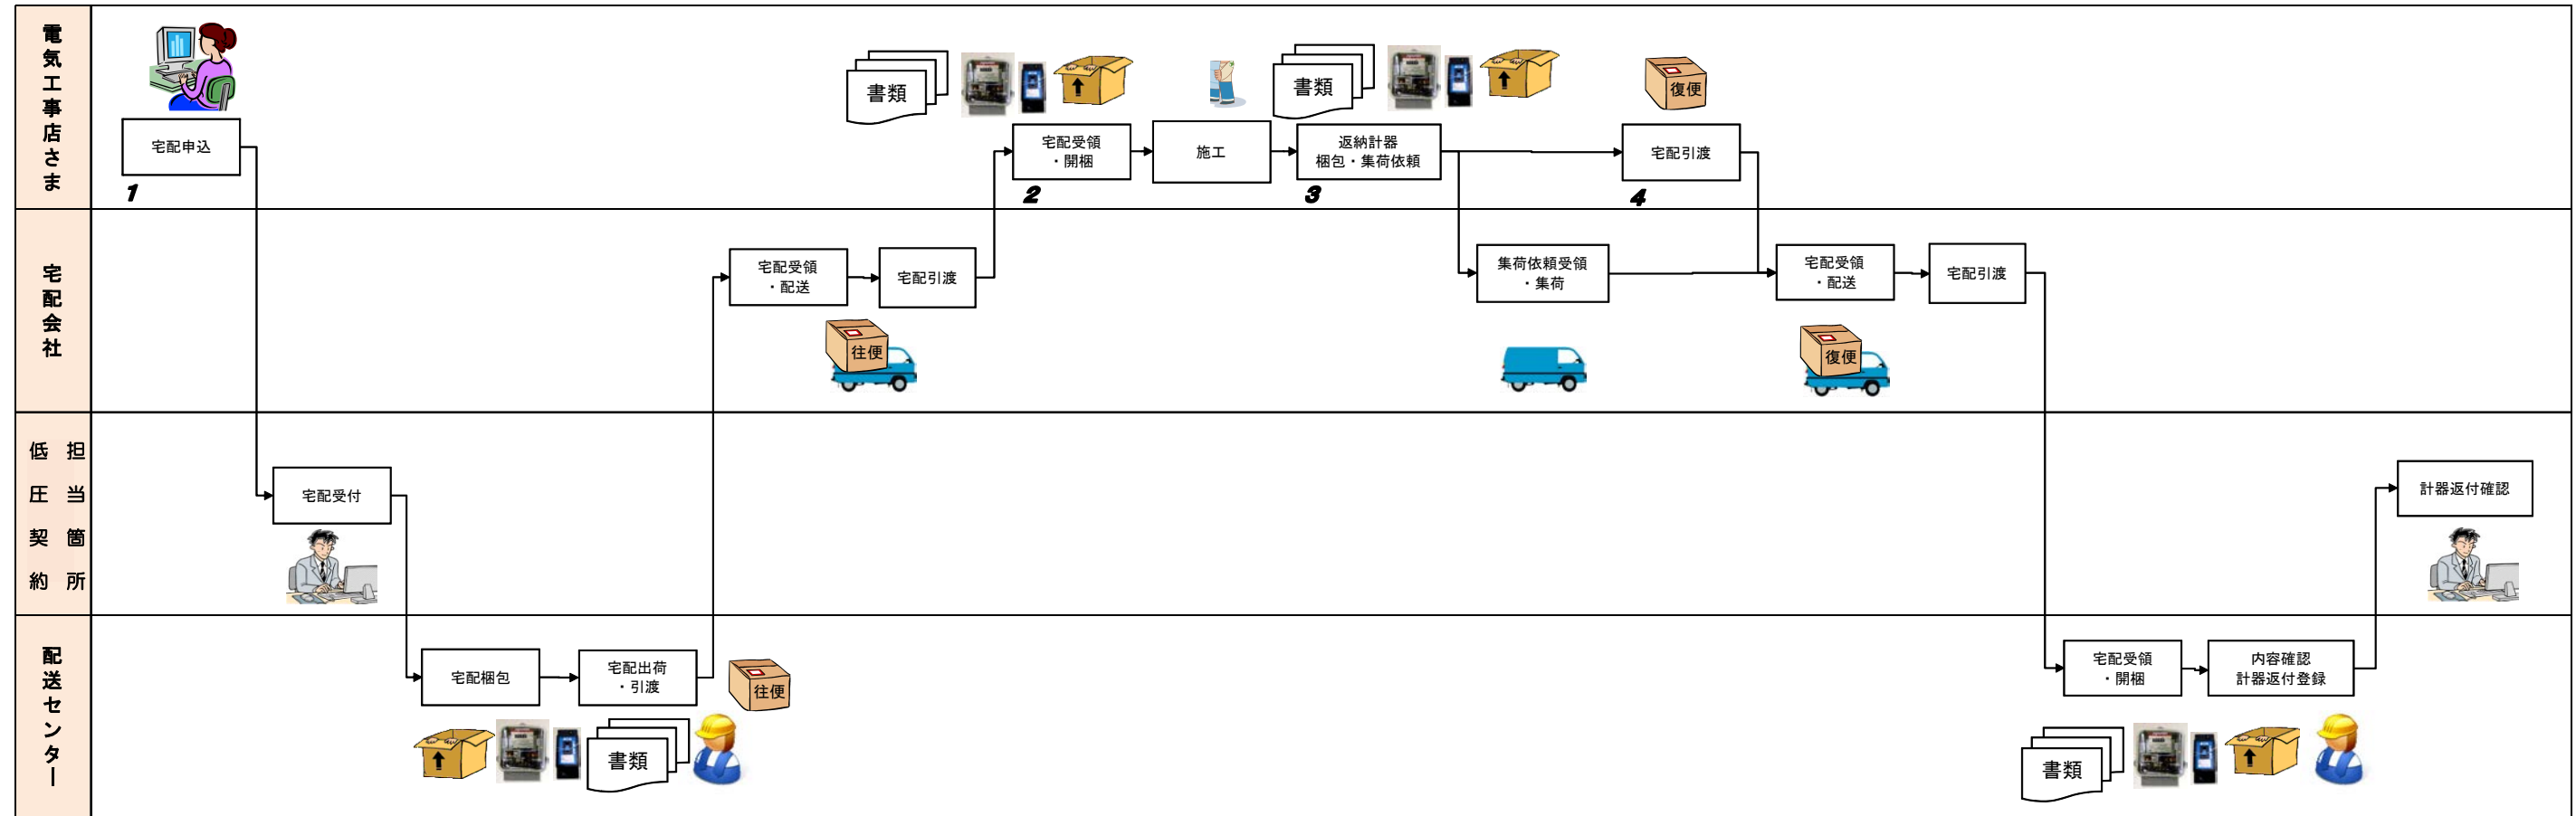 電気工事店さま
書類
書類
復便
宅配申込
宅配受領
・開梱
施工
返納計器
梱包・集荷依頼
宅配引渡
1
2
3
4
宅配会社
宅配受領
・配送
宅配引渡
集荷依頼受領
・集荷
宅配受領
・配送
宅配引渡
往便
復便
低圧契約
担当箇所
宅配受付
計器返付確認
配送センター
宅配梱包
宅配出荷
・引渡
往便
書類
宅配受領
・開梱
内容確認
計器返付登録
書類